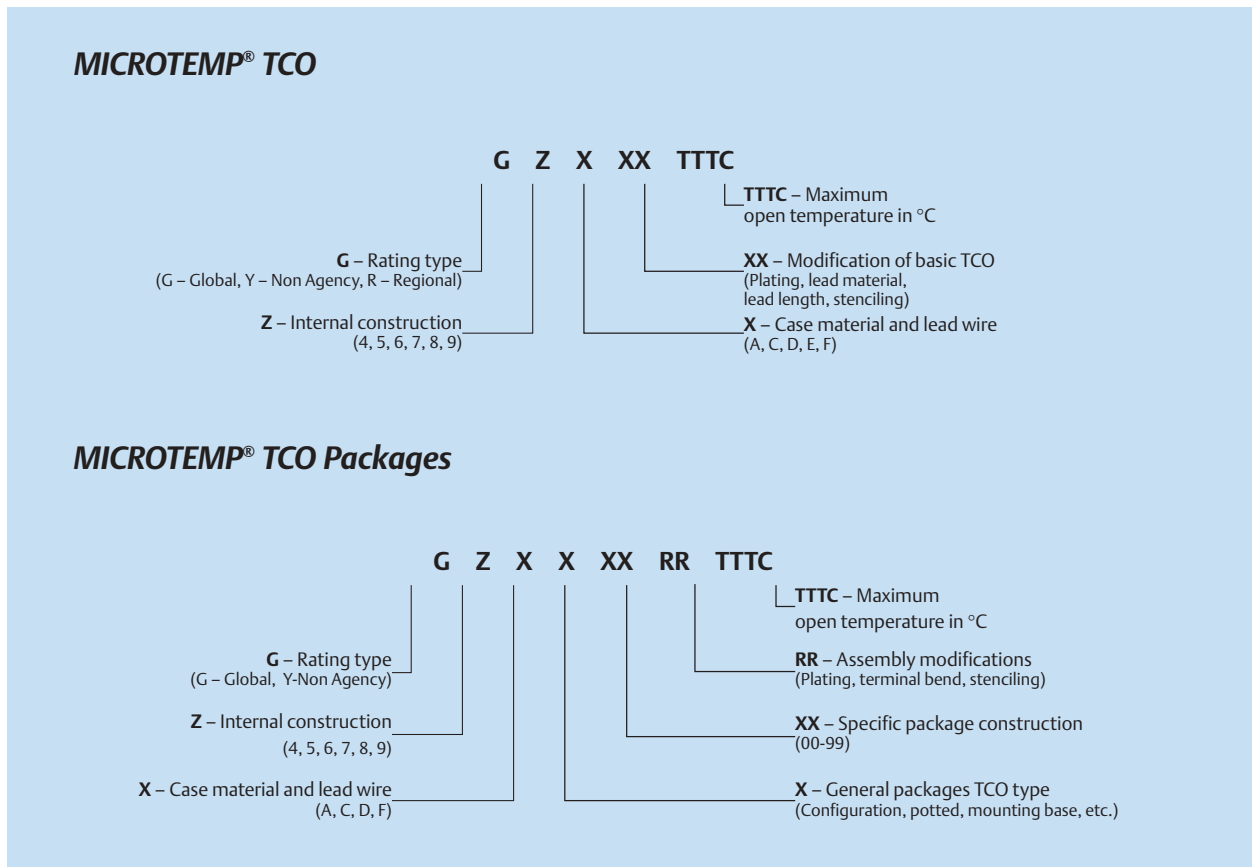 MICROTEMP® TCO
G Z X XX TTTC
TTTC – Maximum
open temperature in °C
G – Rating type
(G – Global, Y – Non Agency, R – Regional)
XX – Modification of basic TCO
(Plating, lead material,
lead length, stenciling)
Z – Internal construction
(4, 5, 6, 7, 8, 9)
X – Case material and lead wire
(A, C, D, E, F)
MICROTEMP® TCO Packages
G Z X X XX RR TTTC
TTTC – Maximum
open temperature in °C
G – Rating type
(G – Global, Y-Non Agency)
RR – Assembly modifications
(Plating, terminal bend, stenciling)
Z – Internal construction
(4, 5, 6, 7, 8, 9)
XX – Specific package construction
(00-99)
X – Case material and lead wire
(A, C, D, F)
X – General packages TCO type
(Configuration, potted, mounting base, etc.)